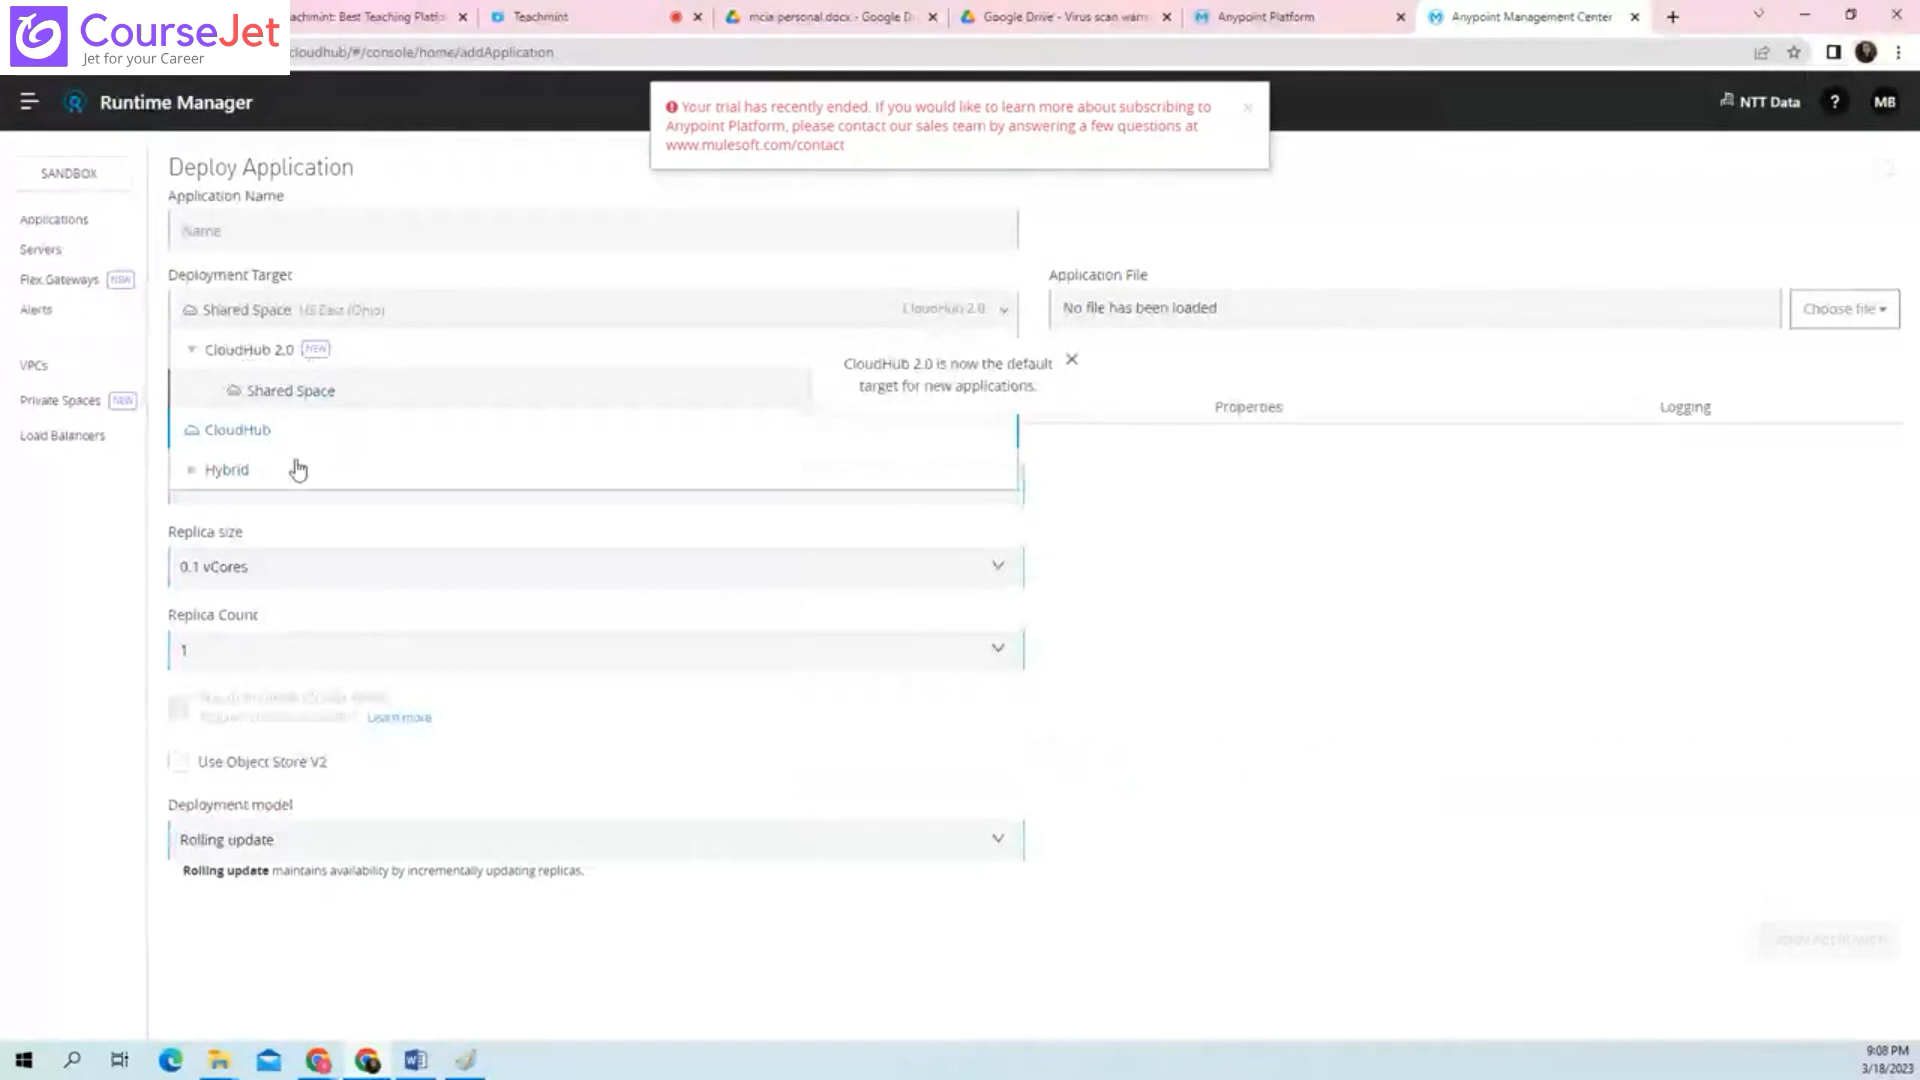 CourseJet
Jet for your Career
achmint: Best Teaching Platfo
Teachmint
mcia personal.docx - Google D
Google Drive - Virus scan warn
Anypoint Platform
Anypoint Management Center
cloudhub/#/console/home/addApplication
Runtime Manager
NTT Data
?
MB
Your trial has recently ended. If you would like to learn more about subscribing to
Anypoint Platform, please contact our sales team by answering a few questions at
www.mulesoft.com/contact
SANDBOX
Applications
Servers
Flex Gateways NEW
Alerts
VPCs
Private Spaces NEW
Load Balancers
Deploy Application
Application Name
Name
Deployment Target
Shared Space US East (Ohio)
CloudHub 2.0
Application File
No file has been loaded
Choose file
CloudHub 2.0 NEW
Shared Space
CloudHub 2.0 is now the default
target for new applications.
CloudHub
Hybrid
Properties
Logging
Replica size
0.1 vCores
Replica Count
1
Learn more
Use Object Store V2
Deployment model
Rolling update
Rolling update maintains availability by incrementally updating replicas.
9:08 PM
3/18/2023